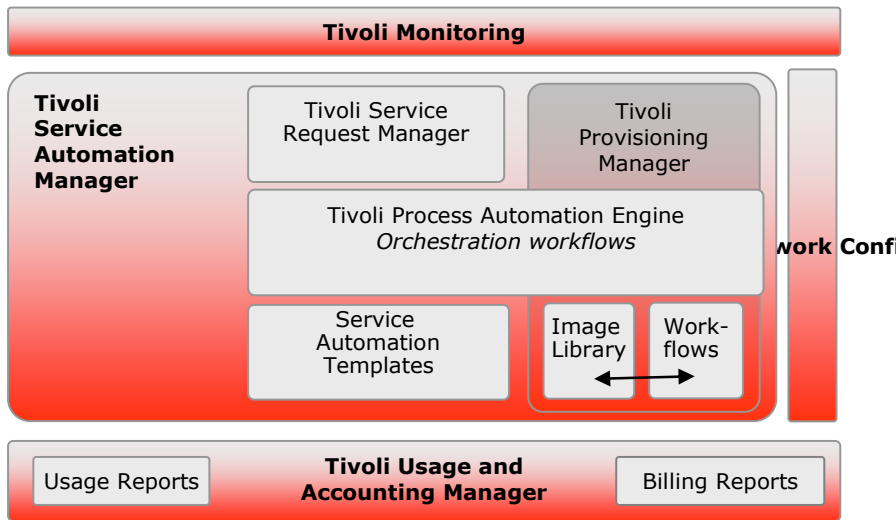 Tivoli Monitoring
Tivoli
Service
Automation
Manager
Tivoli Service
Request Manager
Tivoli
Provisioning
Manager
Tivoli Process Automation Engine
Orchestration workflows
Service
Automation
Templates
Image
Library
Work-
flows
work Confi
Usage Reports
Tivoli Usage and
Accounting Manager
Billing Reports